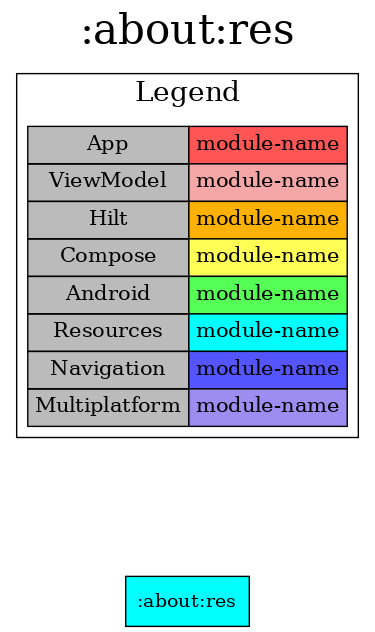 :about:res
Legend
App module-name
ViewModel module-name
Hilt module-name
Compose module-name
Android module-name
Resources module-name
Navigation module-name
Multiplatform module-name
:about:res